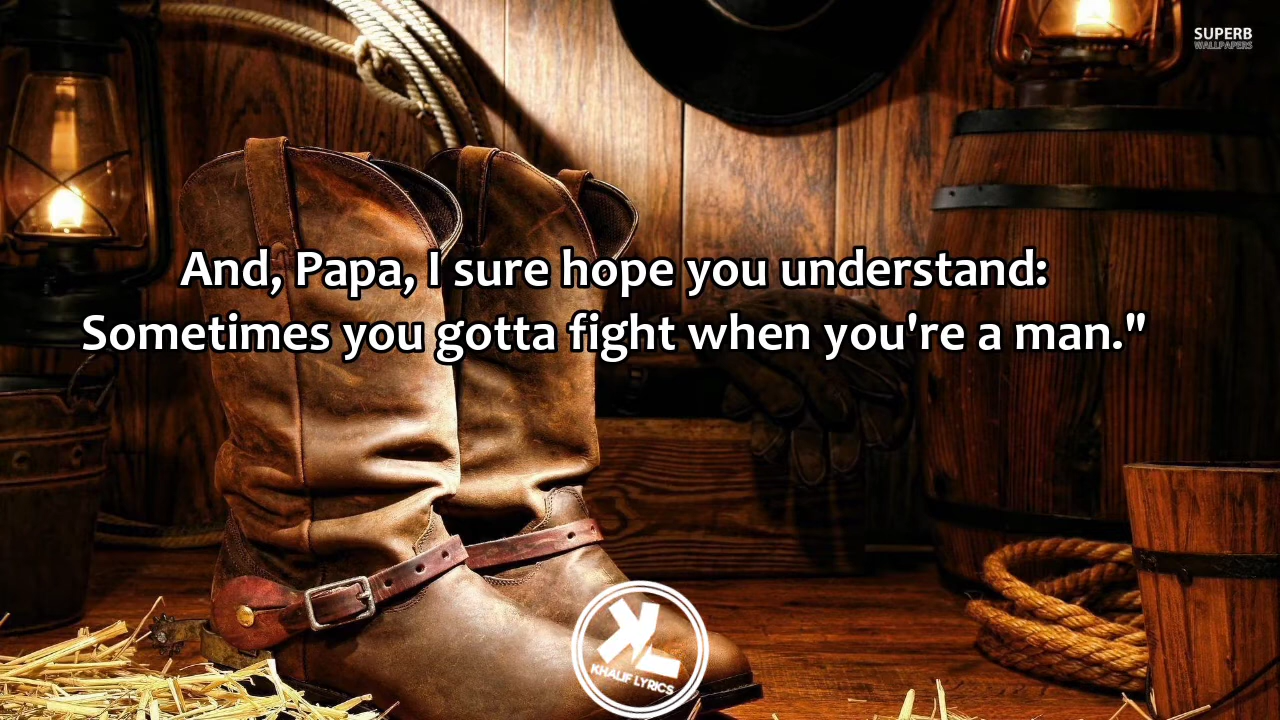 SUPERB
WALLPAPERS
And, Papa, I sure hope you understand:
Sometimes you gotta fight when you're a man."
KHALIF LYRICS